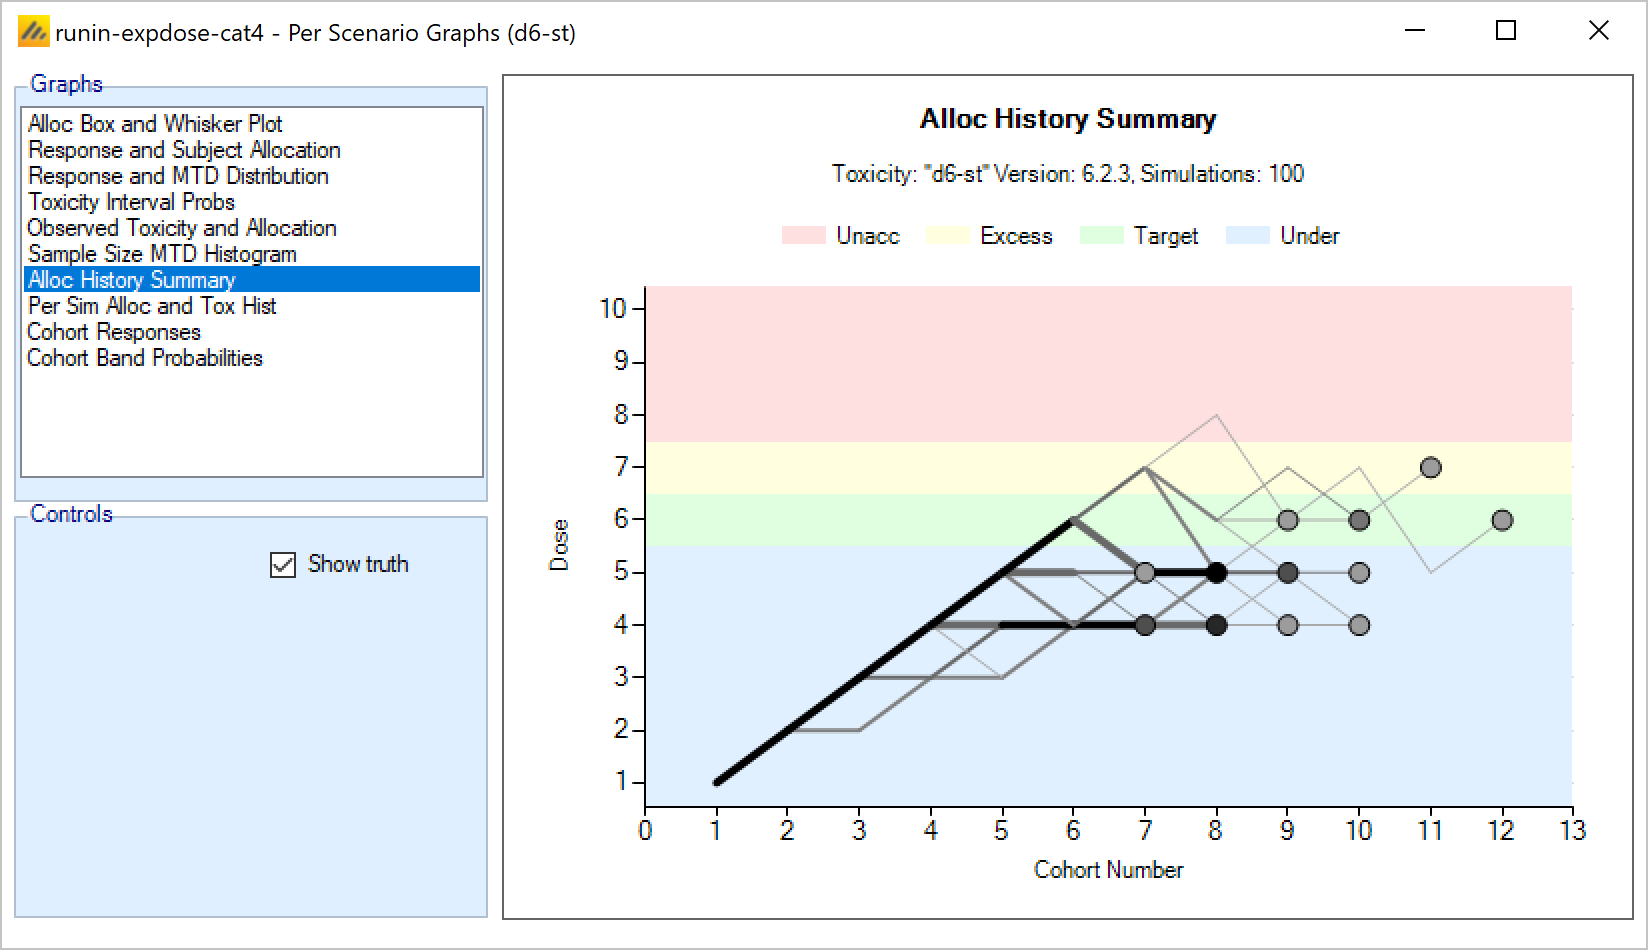 runin-expdose-cat4 - Per Scenario Graphs (d6-st)
Graphs
Alloc Box and Whisker Plot
Response and Subject Allocation
Response and MTD Distribution
Toxicity Interval Probs
Observed Toxicity and Allocation
Sample Size MTD Histogram
Alloc History Summary
Per Sim Alloc and Tox Hist
Cohort Responses
Cohort Band Probabilities
Controls
Show truth
Alloc History Summary
Toxicity: "d6-st" Version: 6.2.3, Simulations: 100
Unacc Excess Target Under
10
9
8
7
6
5
4
3
2
1
Dose
0 1 2 3 4 5 6 7 8 9 10 11 12 13
Cohort Number